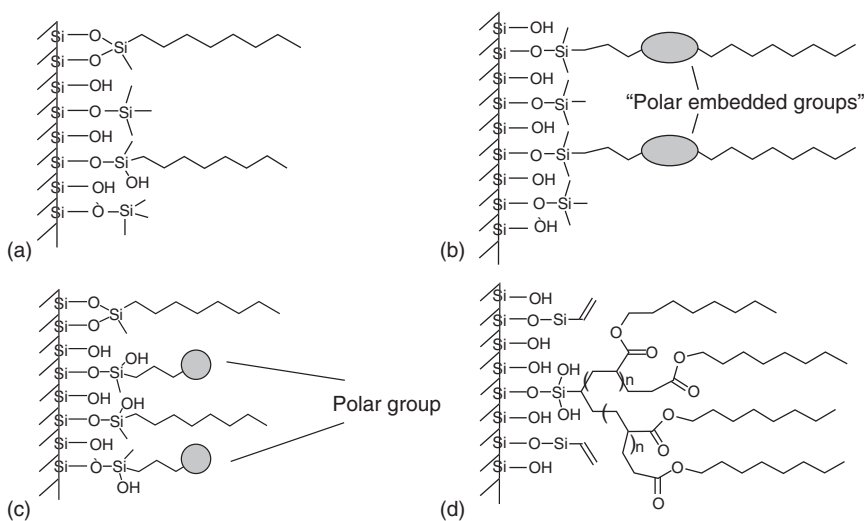 Si—O
Si—O Si
Si—OH
Si—O—Si
Si—OH
Si—O—Si
OH
Si—OH
Si—O—Si
(a)
Si—OH
Si—O—Si
Si—OH
Si—O—Si
“Polar embedded groups”
Si—OH
Si—O—Si
Si—OH
Si—O—Si
Si—OH
(b)
Si—O
Si—O Si
Si—OH
OH
Si—O—Si
Si—OH
OH
Polar group
Si—O—Si
Si—OH
Si—O—Si
OH
(c)
Si—OH
Si—O—Si
O
Si—OH
O O
Si—OH OH
( )n
Si—O—Si O
OH
Si—OH ( O
)n O
Si—O—Si
O
Si—OH
O
(d)